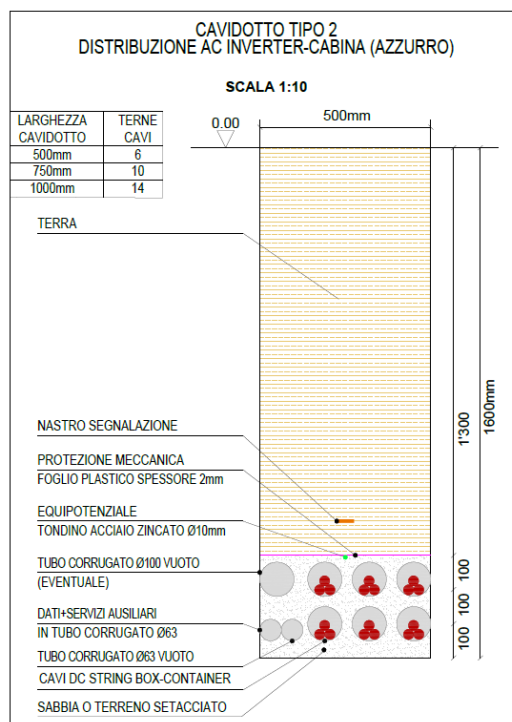 CAVIDOTTO TIPO 2
DISTRIBUZIONE AC INVERTER-CABINA (AZZURRO)
SCALA 1:10
LARGHEZZA CAVIDOTTO TERNE CAVI
500mm 6
750mm 10
1000mm 14
0.00
500mm
TERRA
NASTRO SEGNALAZIONE
PROTEZIONE MECCANICA
FOGLIO PLASTICO SPESSORE 2mm
EQUIPOTENZIALE
TONDINO ACCIAIO ZINCATO Ø10mm
TUBO CORRUGATO Ø100 VUOTO
(EVENTUALE)
DATI+SERVIZI AUSILIARI
IN TUBO CORRUGATO Ø63
TUBO CORRUGATO Ø63 VUOTO
CAVI DC STRING BOX-CONTAINER
SABBIA O TERRENO SETACCIATO
1'300
1600mm
100
100
100